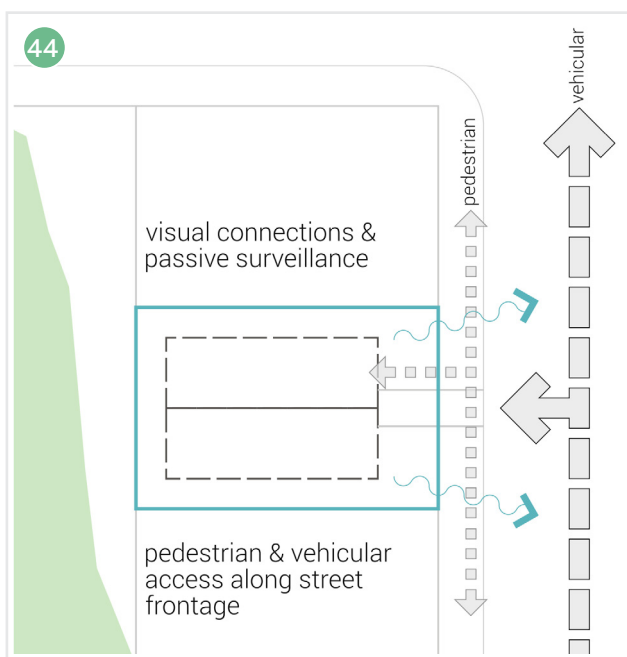 44
vehicular
pedestrian
visual connections &
passive surveillance
pedestrian & vehicular
access along street
frontage